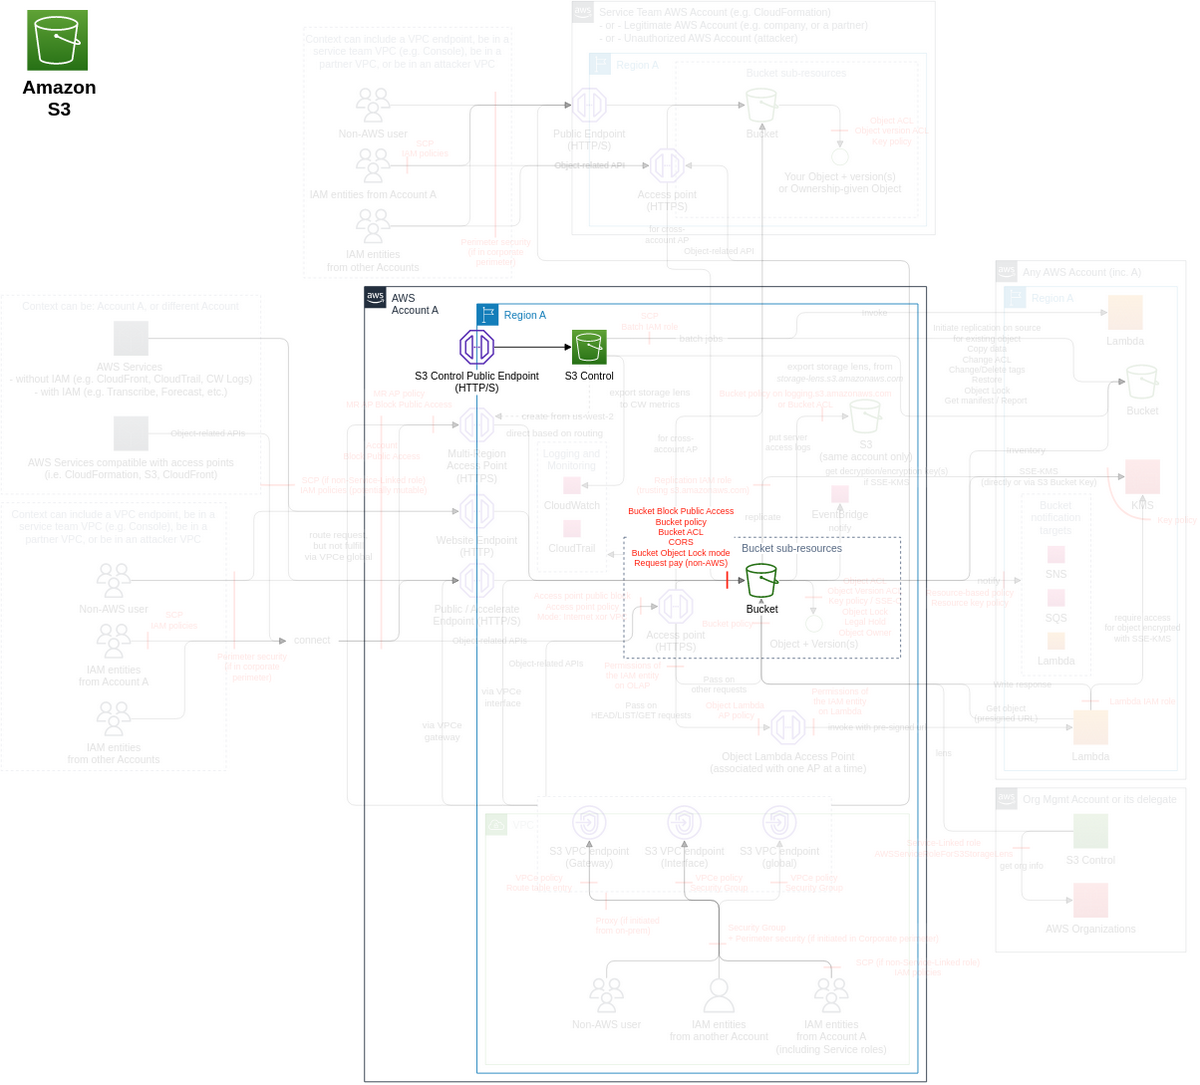 Amazon
S3
Service Team AWS Account (e.g. CloudFormation)
- or - Legitimate AWS Account (e.g. company, or a partner)
- or - Unauthorized AWS Account (attacker)
Context can include a VPC endpoint, be in a
service team VPC (e.g. Console), be in a
partner VPC, or be in an attacker VPC
Region A
Bucket sub-resources
Non-AWS user
SCP
IAM policies
IAM entities from Account A
IAM entities
from other Accounts
Perimeter security
(if in corporate
perimeter)
Public Endpoint
(HTTP/S)
Object-related API
Access point
(HTTPS)
Bucket
Object ACL
Object version ACL
Key policy
Your Object + version(s)
or Ownership-given Object
for cross-
account AP
Object-related API
Any AWS Account (inc. A)
Region A
Lambda
aws
AWS
Account A
Region A
S3 Control Public Endpoint
(HTTP/S)
S3 Control
SCP
Batch IAM role
batch jobs
invoke
Initiate replication on source
for existing object
Copy data
Change ACL
Change/Delete tags
Restore
Object Lock
Get manifest / Report
Bucket
Context can be: Account A, or different Account
AWS Services
- without IAM (e.g. CloudFront, CloudTrail, CW Logs)
- with IAM (e.g. Transcribe, Forecast, etc.)
Object-related APIs
AWS Services compatible with access points
(i.e. CloudFormation, S3, CloudFront)
MR AP policy
MR AP Block Public Access
Account
Block Public Access
SCP (if non-Service-Linked role)
create from us-west-2
direct based on routing
Multi-Region
Access Point
(HTTPS)
export storage lens
to CW metrics
export storage lens, from
storage-lens.s3.amazonaws.com
Bucket policy on logging.s3.amazonaws.com
or Bucket ACL
put server
access logs
S3
(same account only)
for cross-
account AP
Logging and
Monitoring
CloudWatch
CloudTrail
Replication IAM role
replicate
get decryption/encryption key(s)
if SSE-KMS
EventBridge
notify
inventory
SSE-KMS
(directly or via S3 Bucket Key)
KMS
Key policy
Context can include a VPC endpoint, be in a
service team VPC (e.g. Console), be in a
partner VPC, or be in an attacker VPC
Non-AWS user
SCP
IAM policies
IAM entities
from Account A
IAM entities
from other Accounts
Perimeter security
(if in corporate
perimeter)
connect
route request
but not fulfill
via VPCe global
Website Endpoint
(HTTP)
Public / Accelerate
Endpoint (HTTP/S)
Object-related APIs
Bucket Block Public Access
Bucket policy
Bucket ACL
CORS
Bucket Object Lock mode
Request pay (non-AWS)
Bucket sub-resources
Bucket
Access point policy
Access point
(HTTPS)
Bucket policy
Object ACL
Object Version ACL
Object Lock
Legal Hold
Object Owner
Object + Version(s)
notify
Resource-based policy
Resource key policy
Bucket
notification
targets
SNS
SQS
Lambda
require access
for object encrypted
with SSE-KMS
Object-related APIs
Permissions of
the IAM entity
on OLAP
Pass on
other requests
Pass on
HEAD/LIST/GET requests
Object Lambda
AP policy
Permissions of
the IAM entity
on Lambda
Object Lambda Access Point
(associated with one AP at a time)
Write response
Get object
(presigned URL)
Lambda IAM role
Lambda
via VPCe
interface
via VPCe
gateway
lens
VPC
S3 VPC endpoint
(Gateway)
S3 VPC endpoint
(Interface)
S3 VPC endpoint
(global)
VPCe policy
Route table entry
VPCe policy
Security Group
VPCe policy
Security Group
Proxy (if initiated
from on-prem)
Security Group
+ Perimeter security (if initiated in Corporate perimeter)
SCP (if non-Service-Linked role)
IAM policies
Non-AWS user
IAM entities
from another Account
IAM entities
from Account A
(including Service roles)
Org Mgmt Account or its delegate
Service-Linked role
AWSServiceRoleForS3StorageLens
get org info
S3 Control
AWS Organizations